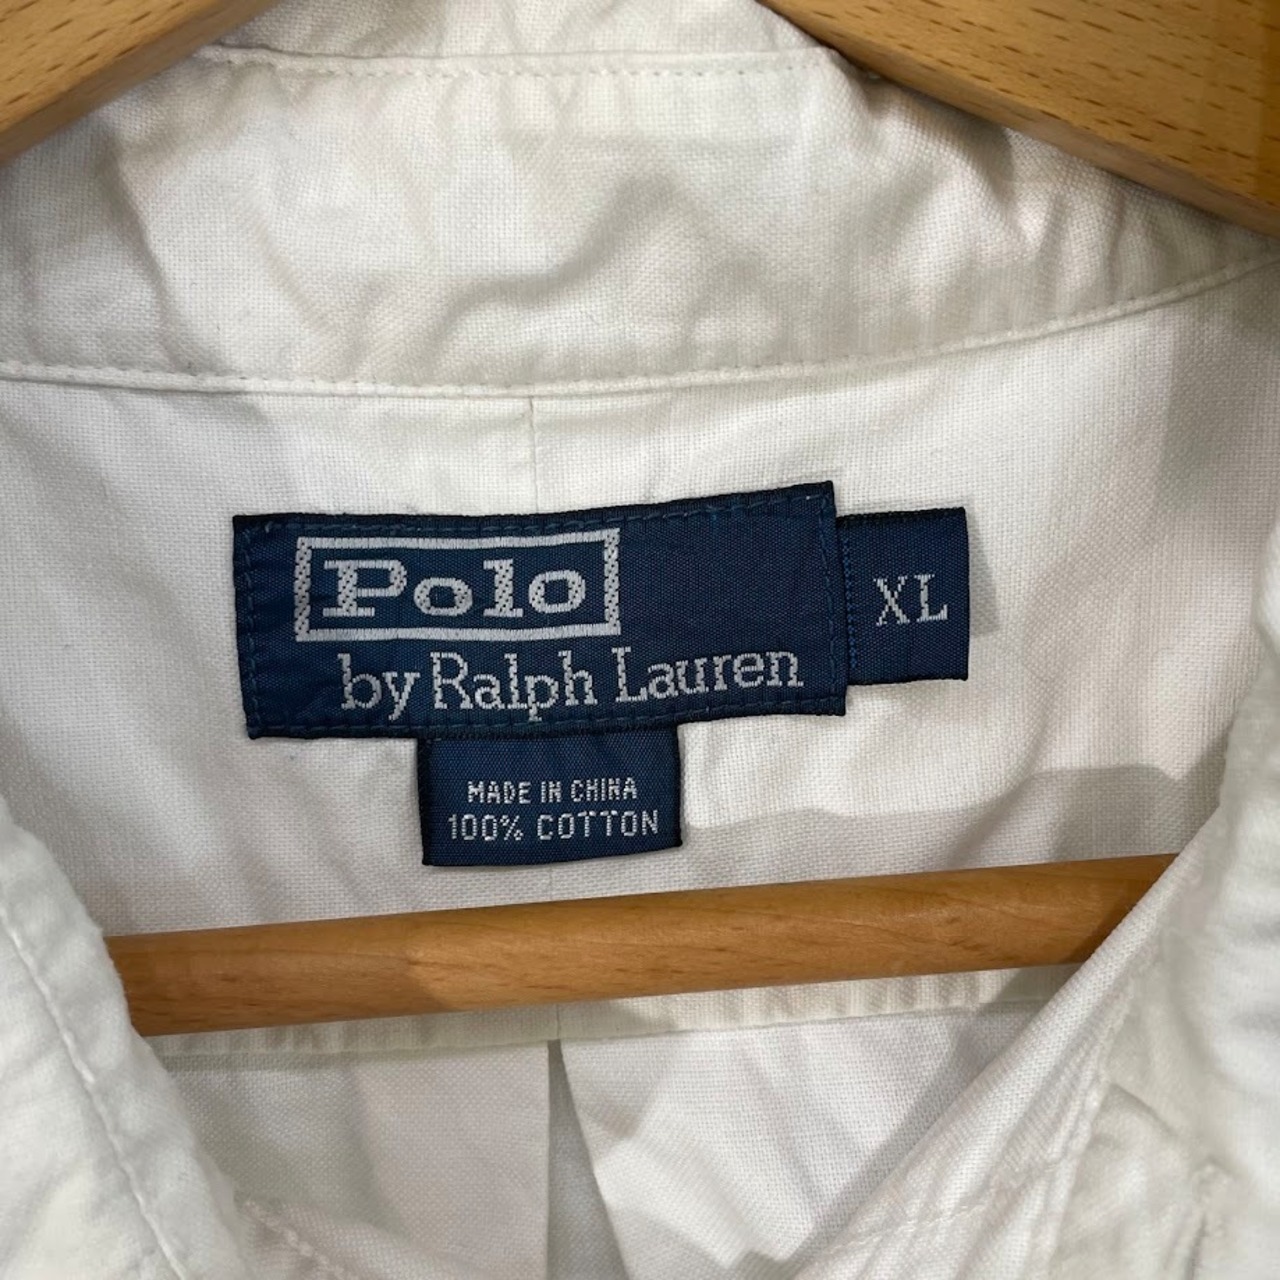 Polo
by Ralph Lauren
XL
MADE IN CHINA
100% COTTON